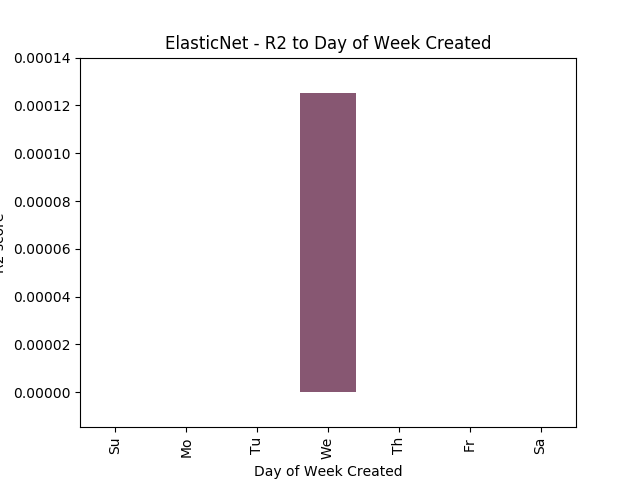 ElasticNet - R2 to Day of Week Created
0.00014
0.00012
0.00010
0.00008
0.00006
0.00004
0.00002
0.00000
Su
Mo
Tu
We
Th
Fr
Sa
Day of Week Created